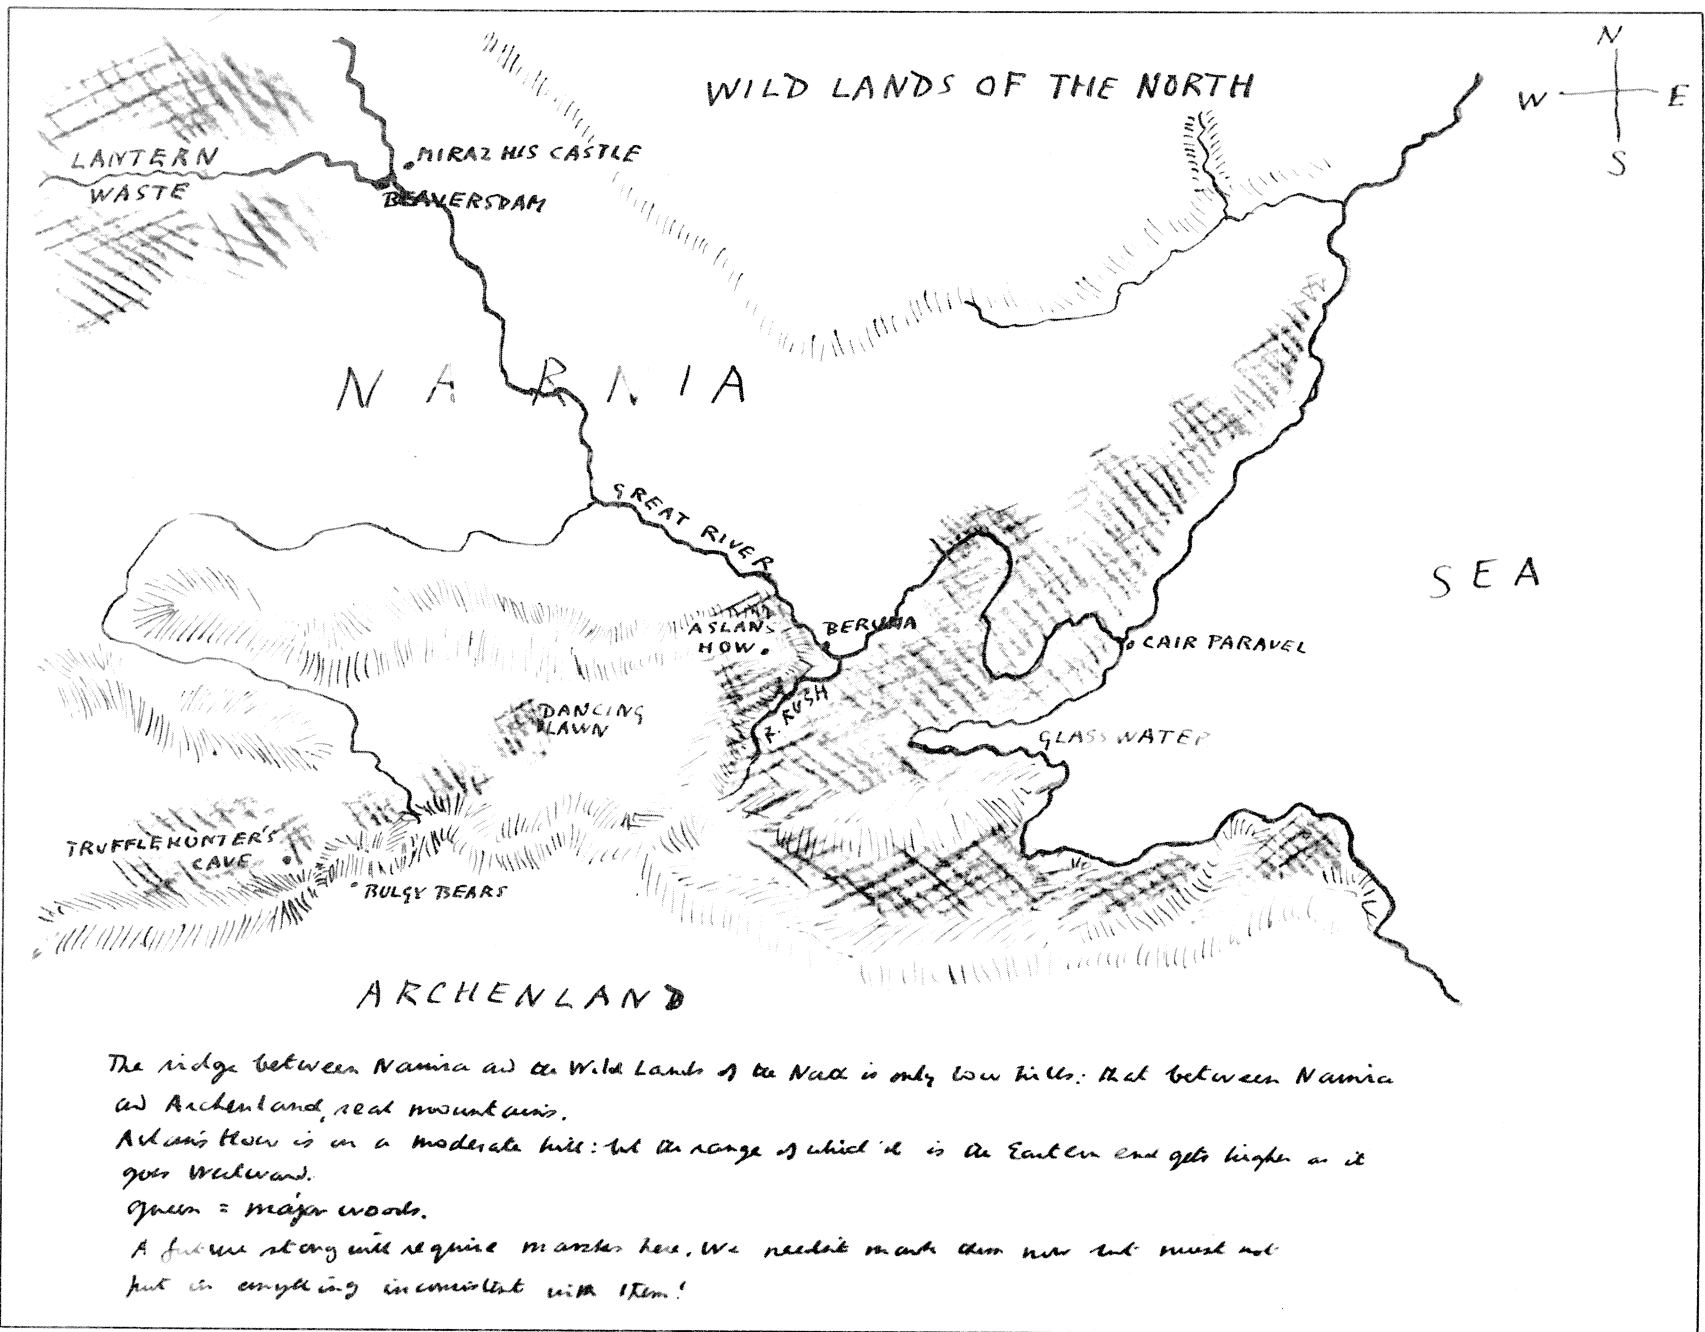 N
WILD LANDS OF THE NORTH
W E
S
LANTERN
WASTE
MIRAZ HIS CASTLE
BEAVERSDAM
NARNIA
GREAT RIVER
SEA
ASLANS
HOW
BERUNA
CAIR PARAVEL
R. RUSH
DANCING
LAWN
GLASSWATER
TRUFFLEHUNTER'S
CAVE
BULGY BEARS
ARCHENLAND
The ridge between Narnia and the Wild Lands of the North is only low hills: that between Narnia
and Archenland, real mountains.
Aslan's How is on a moderate hill: but the range of which it is the Eastern end gets higher as it
goes Westward.
Green = major woods.
A future story will require marshes here. We needn't mark them now but must not
put in anything inconsistent with them!